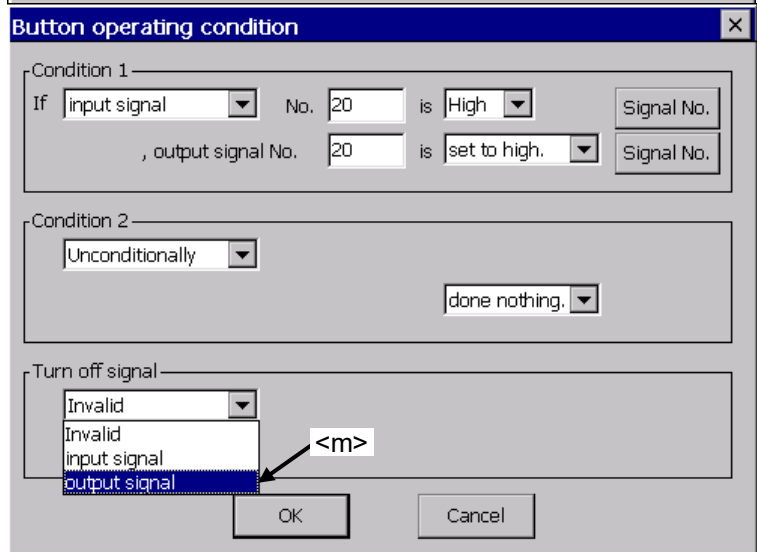 Button operating condition
Condition 1
If input signal No. 20 is High Signal No.
, output signal No. 20 is set to high. Signal No.
Condition 2
Unconditionally
done nothing.
Turn off signal
Invalid
Invalid
input signal
output signal
<m>
OK Cancel